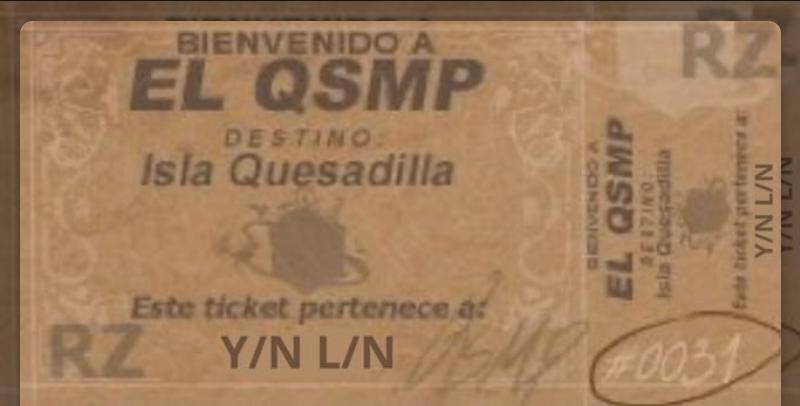 BIENVENIDO A
EL QSMP
DESTINO:
Isla Quesadilla
Este ticket pertenece a:
RZ
Y/N L/N
QSMP
RZ
BIENVENIDO A
EL QSMP
DESTINO:
Isla Quesadilla
Este ticket pertenece a:
Y/N L/N
Y/N L/N
#0031